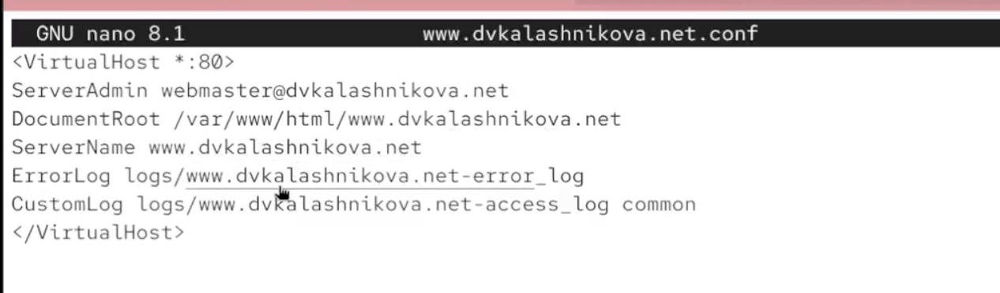 GNU nano 8.1 www.dvkalashnikova.net.conf
<VirtualHost *:80>
ServerAdmin webmaster@dvkalashnikova.net
DocumentRoot /var/www/html/www.dvkalashnikova.net
ServerName www.dvkalashnikova.net
ErrorLog logs/www.dvkalashnikova.net-error_log
CustomLog logs/www.dvkalashnikova.net-access_log common
</VirtualHost>